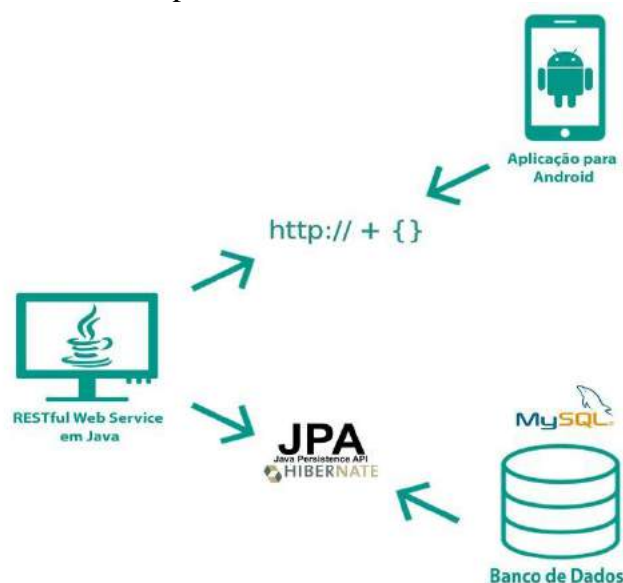 Aplicação para
Android
http:// + {}
RESTful Web Service
em Java
MySQL
JPA
Java Persistence API
HIBERNATE
Banco de Dados